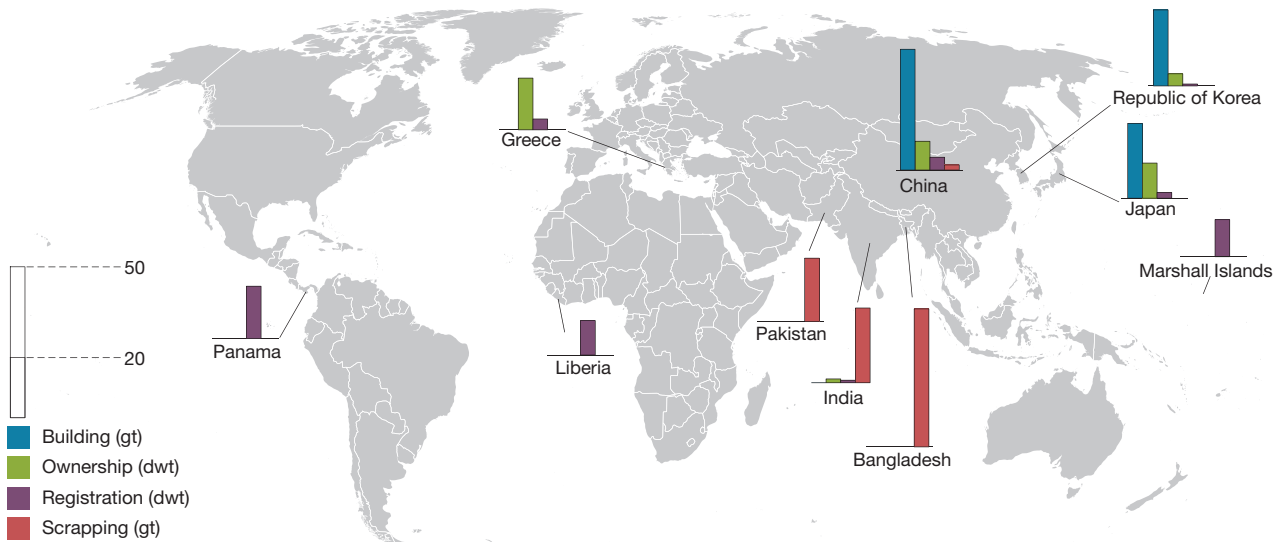 Republic of Korea
Greece
China
Japan
Marshall Islands
50
Pakistan
Panama
20
Liberia
India
Building (gt)
Bangladesh
Ownership (dwt)
Registration (dwt)
Scrapping (gt)